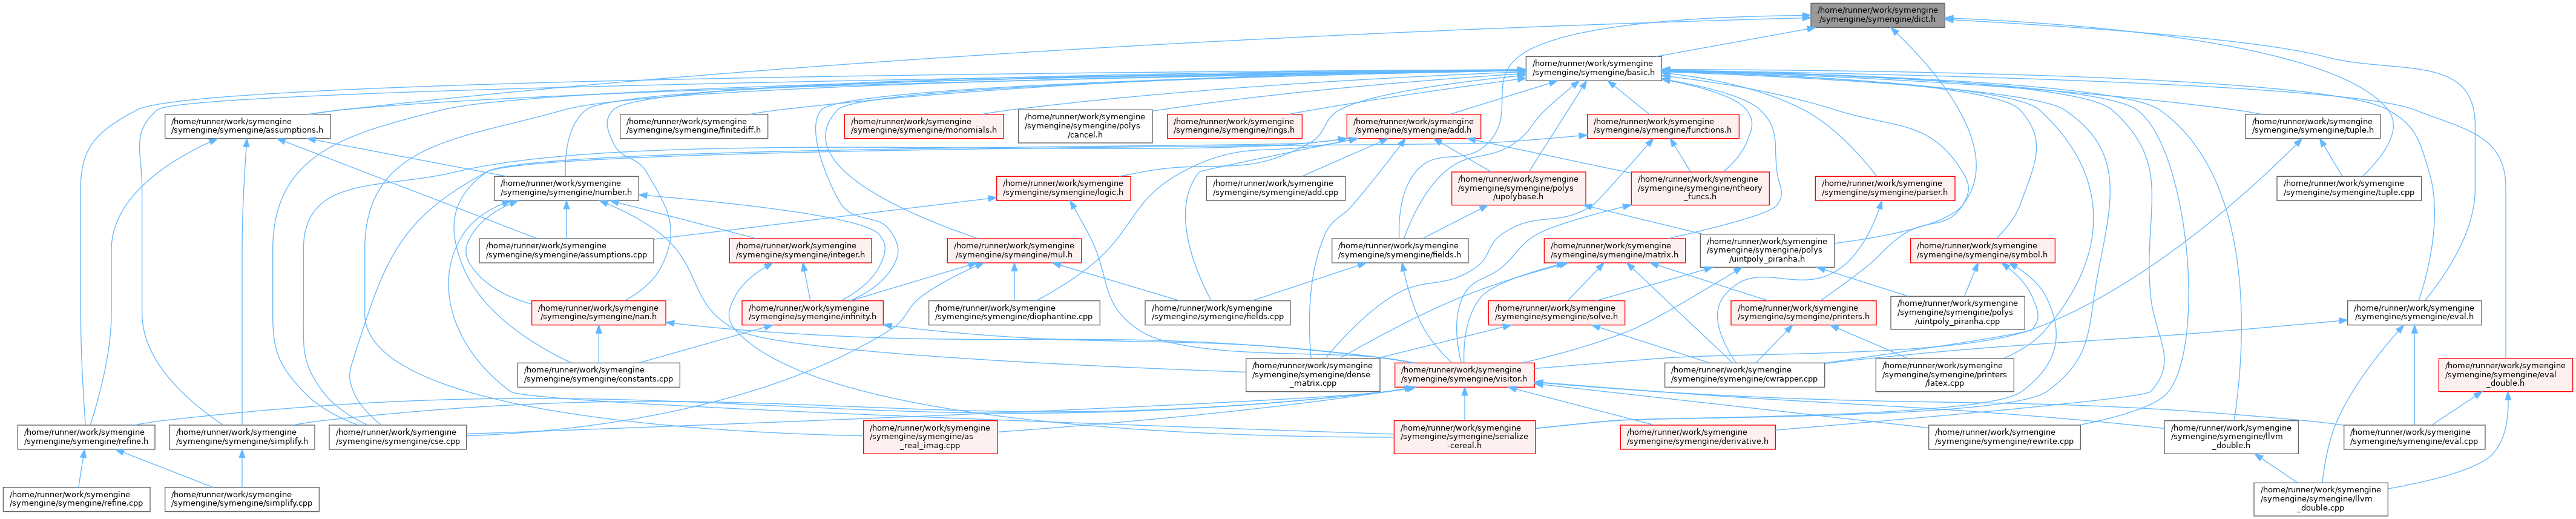 /home/runner/work/symengine
/symengine/symengine/dict.h
/home/runner/work/symengine
/symengine/symengine/basic.h
/home/runner/work/symengine
/symengine/symengine/assumptions.h
/home/runner/work/symengine
/symengine/symengine/finitediff.h
/home/runner/work/symengine
/symengine/symengine/monomials.h
/home/runner/work/symengine
/symengine/symengine/polys
/cancel.h
/home/runner/work/symengine
/symengine/symengine/rings.h
/home/runner/work/symengine
/symengine/symengine/add.h
/home/runner/work/symengine
/symengine/symengine/functions.h
/home/runner/work/symengine
/symengine/symengine/tuple.h
/home/runner/work/symengine
/symengine/symengine/number.h
/home/runner/work/symengine
/symengine/symengine/logic.h
/home/runner/work/symengine
/symengine/symengine/add.cpp
/home/runner/work/symengine
/symengine/symengine/polys
/upolybase.h
/home/runner/work/symengine
/symengine/symengine/ntheory
_funcs.h
/home/runner/work/symengine
/symengine/symengine/parser.h
/home/runner/work/symengine
/symengine/symengine/tuple.cpp
/home/runner/work/symengine
/symengine/symengine/assumptions.cpp
/home/runner/work/symengine
/symengine/symengine/integer.h
/home/runner/work/symengine
/symengine/symengine/mul.h
/home/runner/work/symengine
/symengine/symengine/fields.h
/home/runner/work/symengine
/symengine/symengine/matrix.h
/home/runner/work/symengine
/symengine/symengine/polys
/uintpoly_piranha.h
/home/runner/work/symengine
/symengine/symengine/symbol.h
/home/runner/work/symengine
/symengine/symengine/nan.h
/home/runner/work/symengine
/symengine/symengine/infinity.h
/home/runner/work/symengine
/symengine/symengine/diophantine.cpp
/home/runner/work/symengine
/symengine/symengine/fields.cpp
/home/runner/work/symengine
/symengine/symengine/solve.h
/home/runner/work/symengine
/symengine/symengine/printers.h
/home/runner/work/symengine
/symengine/symengine/polys
/uintpoly_piranha.cpp
/home/runner/work/symengine
/symengine/symengine/eval.h
/home/runner/work/symengine
/symengine/symengine/constants.cpp
/home/runner/work/symengine
/symengine/symengine/dense
_matrix.cpp
/home/runner/work/symengine
/symengine/symengine/visitor.h
/home/runner/work/symengine
/symengine/symengine/cwrapper.cpp
/home/runner/work/symengine
/symengine/symengine/printers
/latex.cpp
/home/runner/work/symengine
/symengine/symengine/eval
_double.h
/home/runner/work/symengine
/symengine/symengine/refine.h
/home/runner/work/symengine
/symengine/symengine/simplify.h
/home/runner/work/symengine
/symengine/symengine/cse.cpp
/home/runner/work/symengine
/symengine/symengine/as
_real_imag.cpp
/home/runner/work/symengine
/symengine/symengine/serialize
-cereal.h
/home/runner/work/symengine
/symengine/symengine/derivative.h
/home/runner/work/symengine
/symengine/symengine/rewrite.cpp
/home/runner/work/symengine
/symengine/symengine/llvm
_double.h
/home/runner/work/symengine
/symengine/symengine/eval.cpp
/home/runner/work/symengine
/symengine/symengine/refine.cpp
/home/runner/work/symengine
/symengine/symengine/simplify.cpp
/home/runner/work/symengine
/symengine/symengine/llvm
_double.cpp